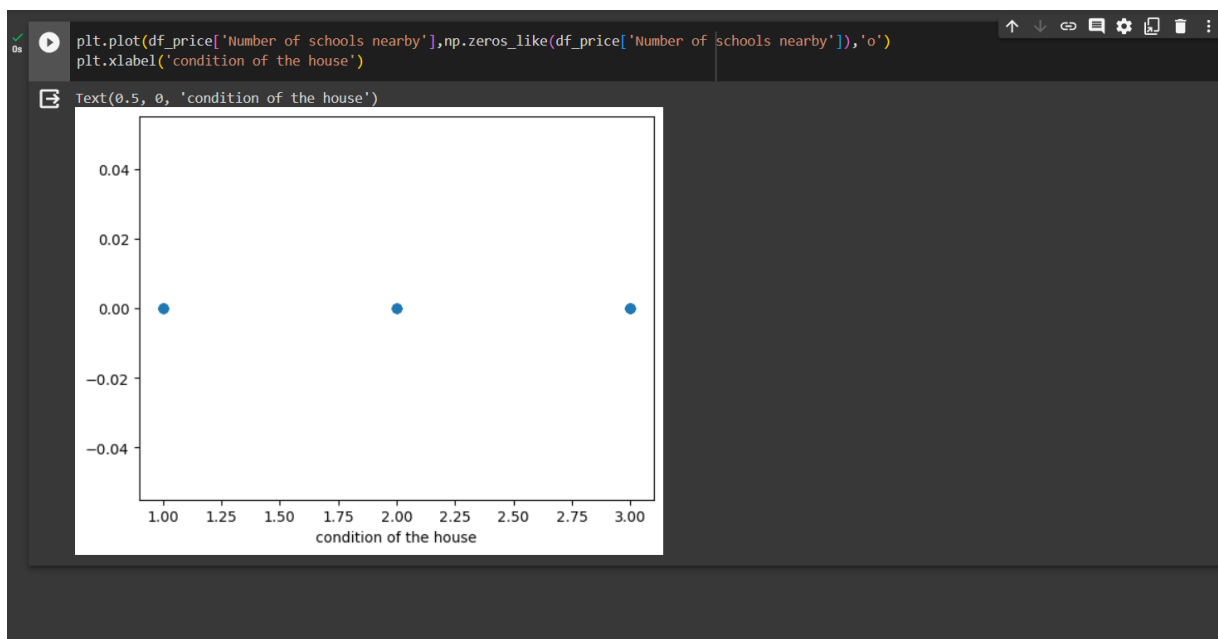 0s
plt.plot(df_price['Number of schools nearby'],np.zeros_like(df_price['Number of schools nearby']),'o')
plt.xlabel('condition of the house')
Text(0.5, 0, 'condition of the house')
0.04
0.02
0.00
−0.02
−0.04
1.00 1.25 1.50 1.75 2.00 2.25 2.50 2.75 3.00
condition of the house